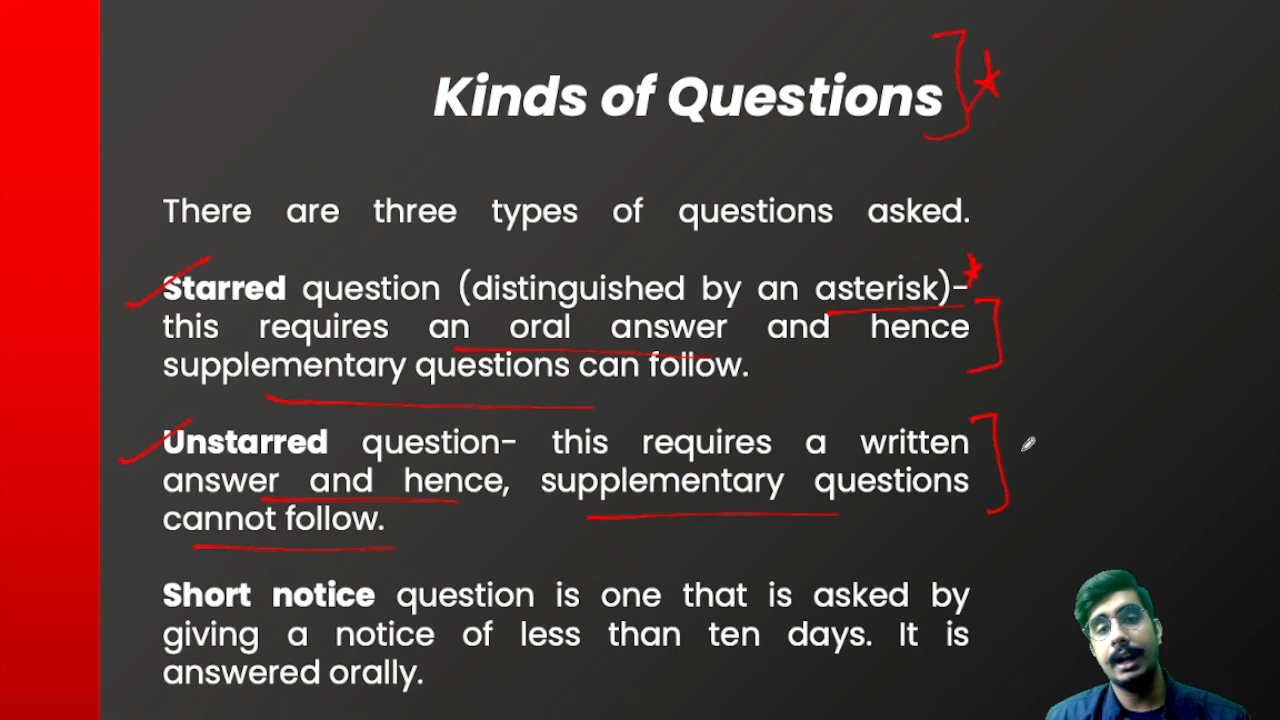 Kinds of Questions
There are three types of questions asked.
Starred question (distinguished by an asterisk)-
this requires an oral answer and hence
supplementary questions can follow.
Unstarred question- this requires a written
answer and hence, supplementary questions
cannot follow.
Short notice question is one that is asked by
giving a notice of less than ten days. It is
answered orally.